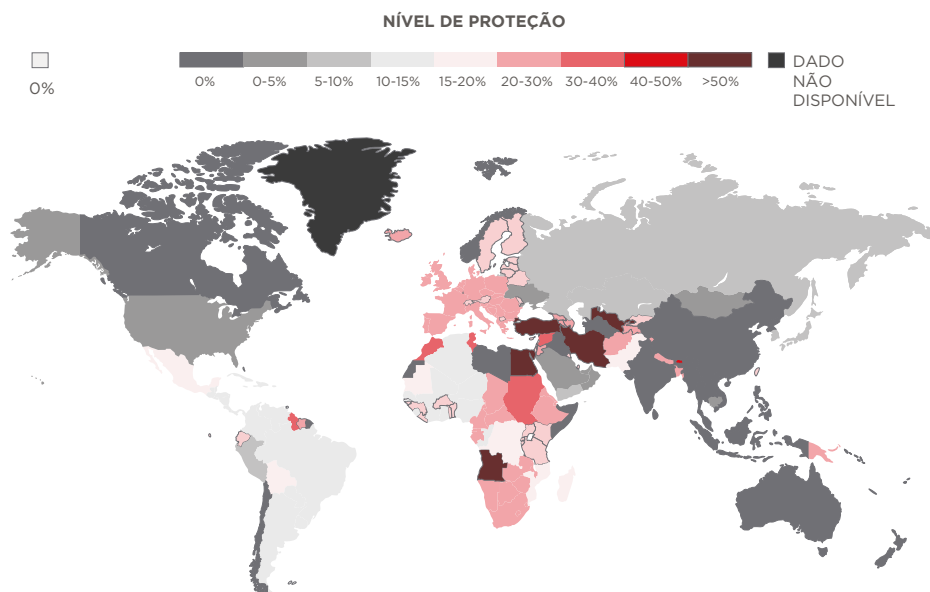 NÍVEL DE PROTEÇÃO
0%
0%
0-5%
5-10%
10-15%
15-20%
20-30%
30-40%
40-50%
>50%
DADO
NÃO
DISPONÍVEL